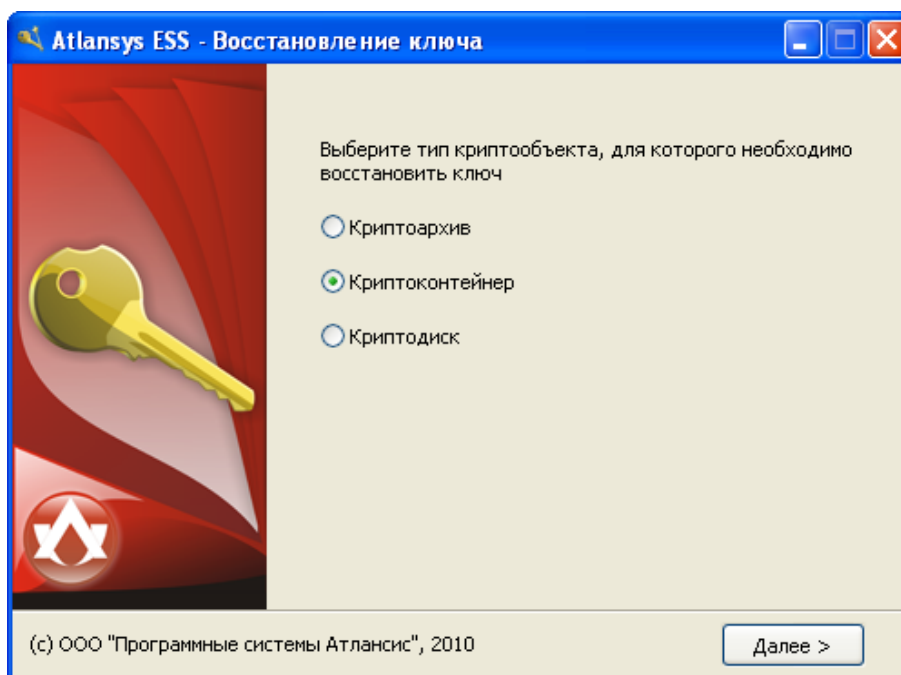 Atlansys ESS - Восстановление ключа
Выберите тип криптообъекта, для которого необходимо
восстановить ключ
Криптоархив
Криптоконтейнер
Криптодиск
(c) ООО "Программные системы Атлансис", 2010
Далее >